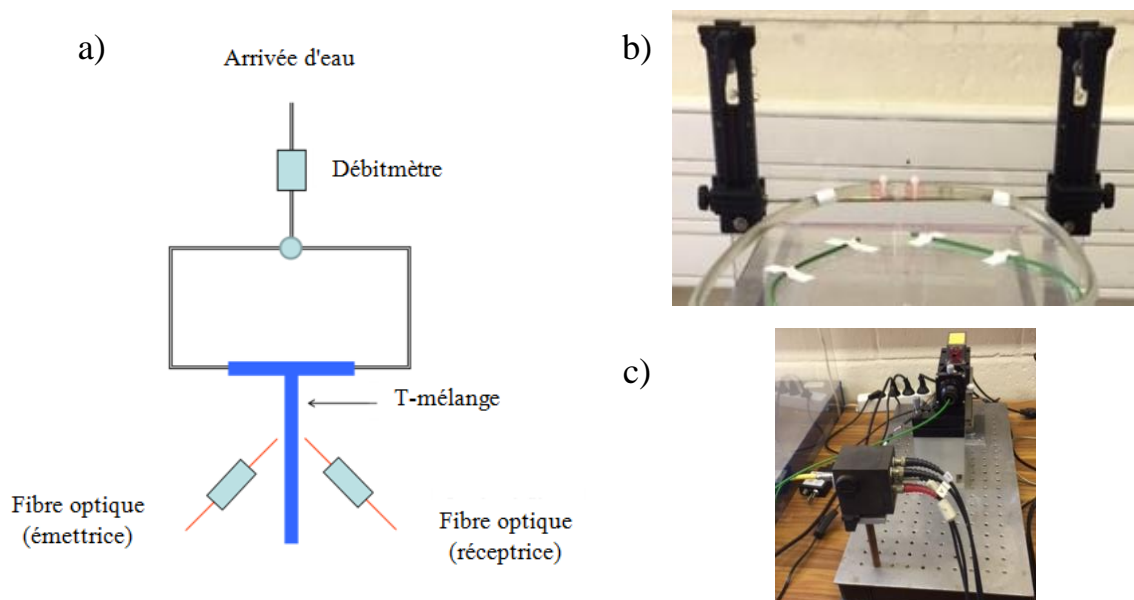 a)
Arrivée d'eau
Débitmètre
T-mélange
Fibre optique
(émettrice)
Fibre optique
(réceptrice)
b)
c)